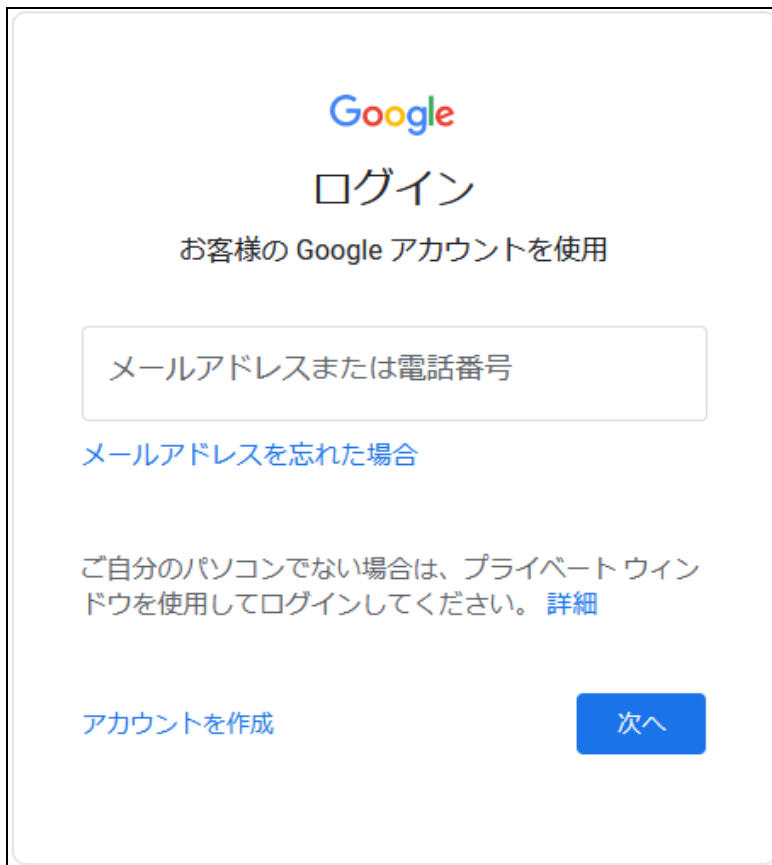 Google
ログイン
お客様の Google アカウントを使用
メールアドレスまたは電話番号
メールアドレスを忘れた場合
ご自分のパソコンでない場合は、プライベート ウィン
ドウを使用してログインしてください。 詳細
アカウントを作成
次へ